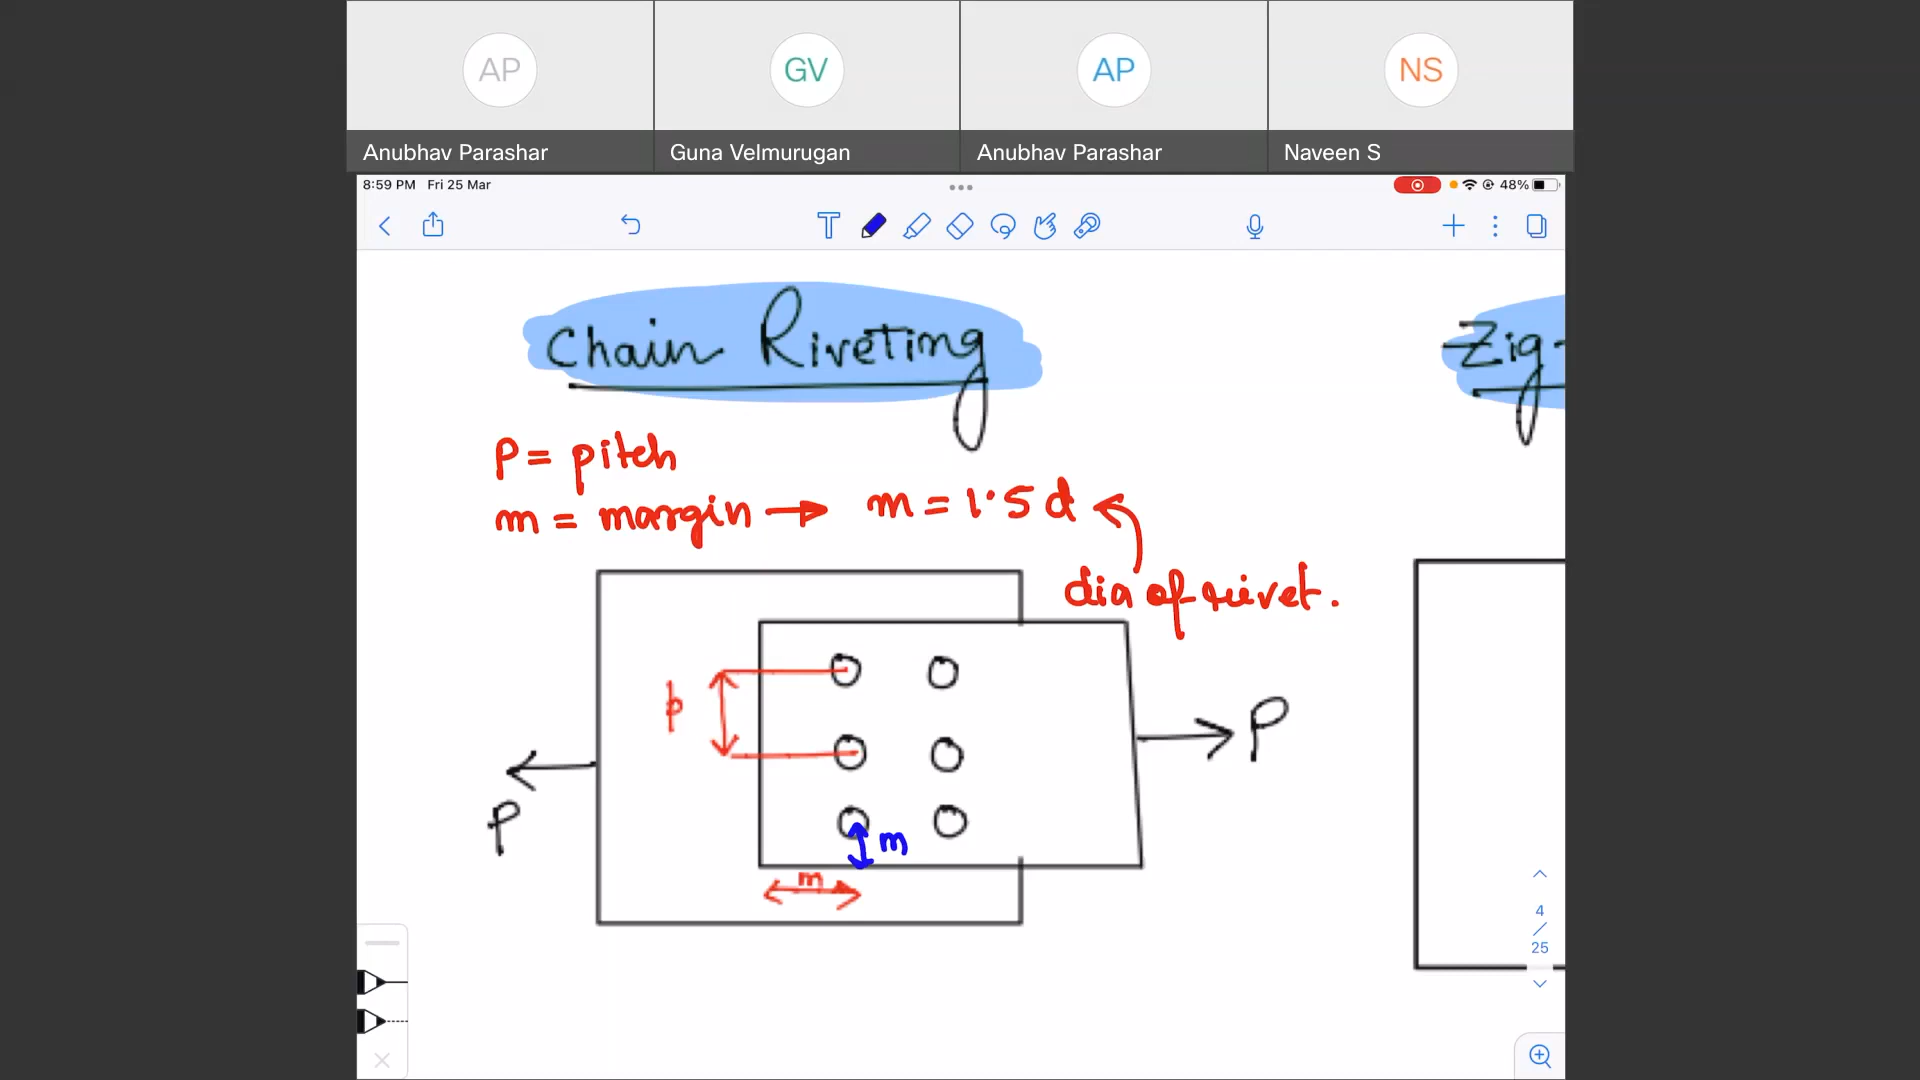 AP
GV
AP
NS
Anubhav Parashar
Guna Velmurugan
Anubhav Parashar
Naveen S
8:59 PM Fri 25 Mar
48%
T
Chain Riveting
Zig-
P = pitch
m = margin → m = 1.5 d
dia of rivet.
p
P
P
m
m
4
/
25